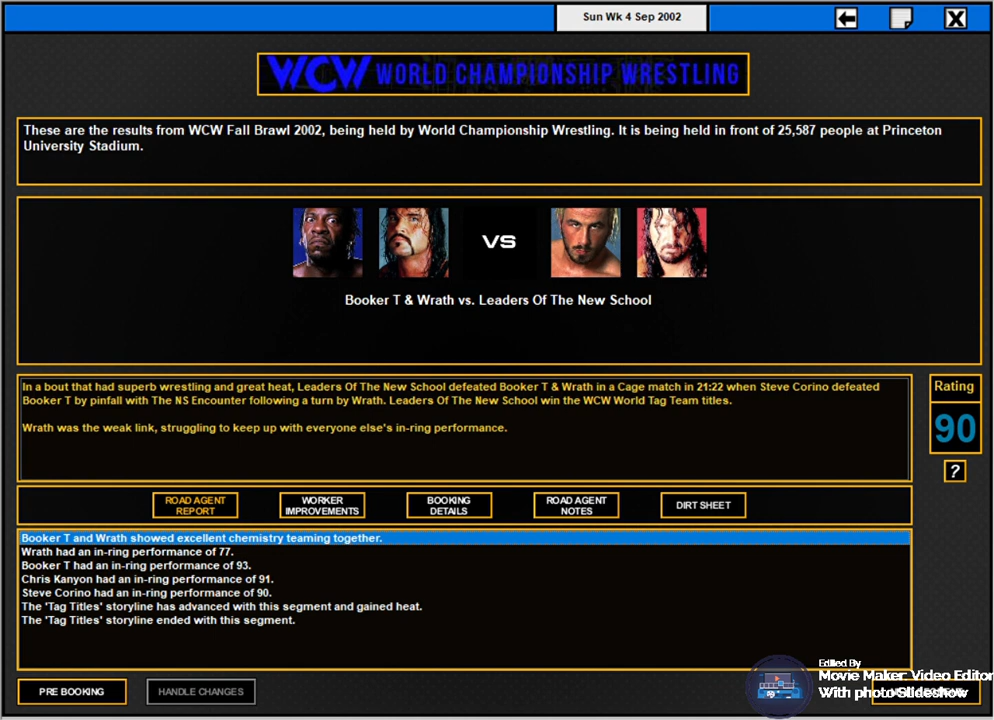 Sun Wk 4 Sep 2002
WCW WORLD CHAMPIONSHIP WRESTLING
These are the results from WCW Fall Brawl 2002, being held by World Championship Wrestling. It is being held in front of 25,587 people at Princeton
University Stadium.
VS
Booker T & Wrath vs. Leaders Of The New School
In a bout that had superb wrestling and great heat, Leaders Of The New School defeated Booker T & Wrath in a Cage match in 21:22 when Steve Corino defeated
Booker T by pinfall with The NS Encounter following a turn by Wrath. Leaders Of The New School win the WCW World Tag Team titles.
Wrath was the weak link, struggling to keep up with everyone else's in-ring performance.
Rating
90
?
ROAD AGENT
REPORT
WORKER
IMPROVEMENTS
BOOKING
DETAILS
ROAD AGENT
NOTES
DIRT SHEET
Booker T and Wrath showed excellent chemistry teaming together.
Wrath had an in-ring performance of 77.
Booker T had an in-ring performance of 93.
Chris Kanyon had an in-ring performance of 91.
Steve Corino had an in-ring performance of 90.
The 'Tag Titles' storyline has advanced with this segment and gained heat.
The 'Tag Titles' storyline ended with this segment.
PRE BOOKING
HANDLE CHANGES
Edited By
Movie Maker: Video Editor
With photo Slideshow